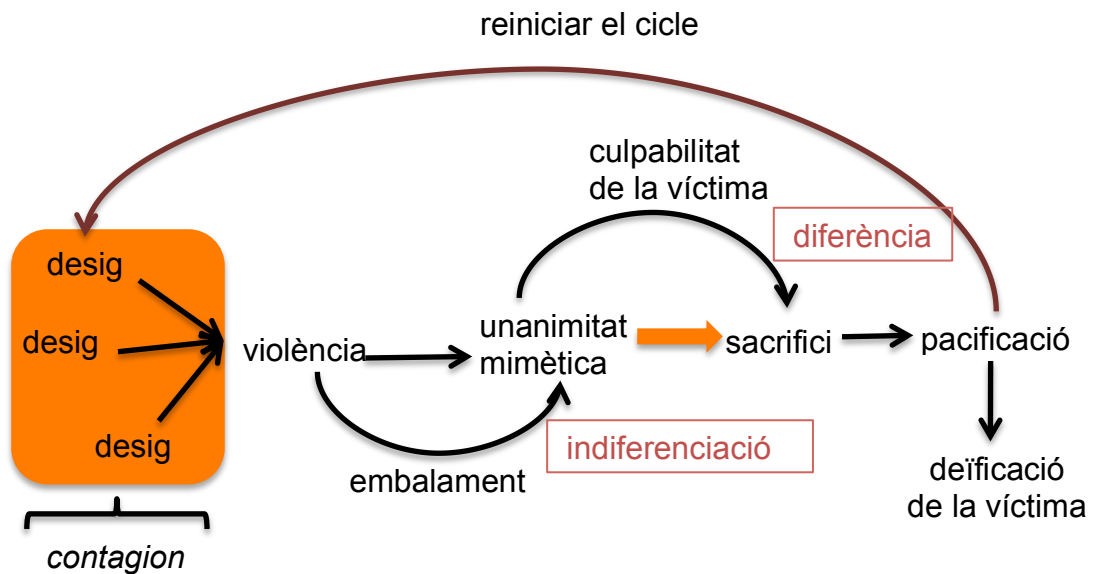 reiniciar el cicle
culpabilitat
de la víctima
diferència
desig
desig
desig
violència
unanimitat
mimètica
sacrifici
pacificació
indiferenciació
embalament
deïficació
de la víctima
contagion